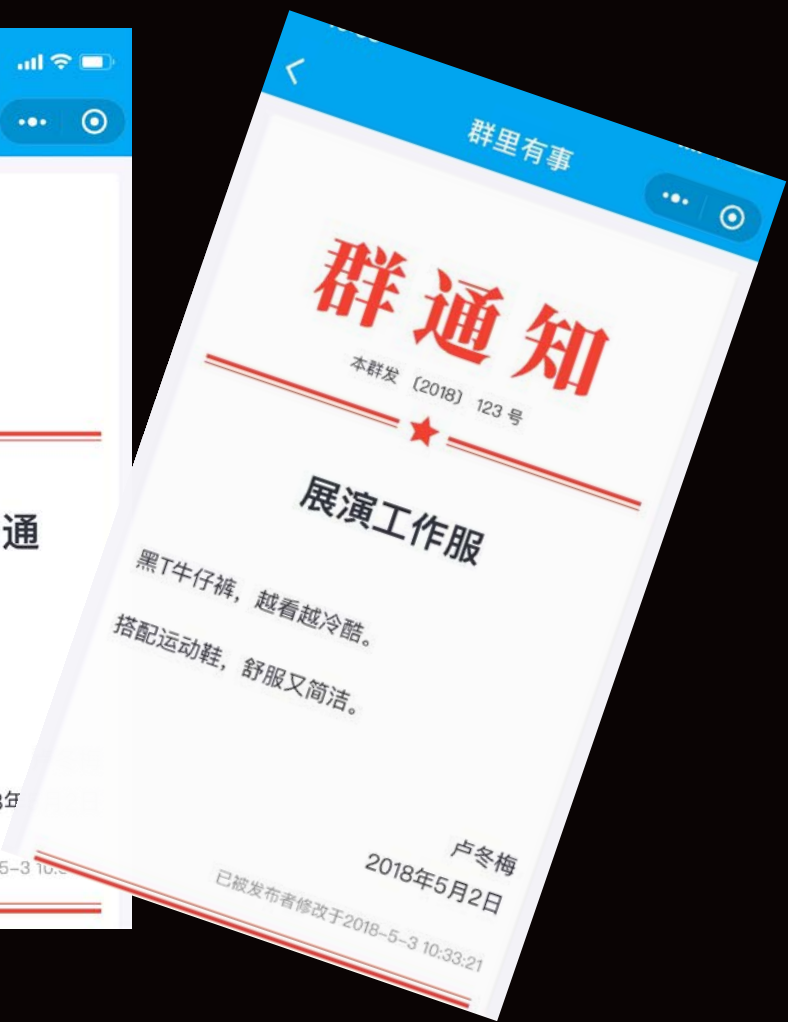 通
5-3 10:
群里有事
群通知
本群发〔2018〕123号
展演工作服
黑T牛仔裤，越看越冷酷。
搭配运动鞋，舒服又简洁。
卢冬梅
2018年5月2日
已被发布者修改于2018-5-3 10:33:21